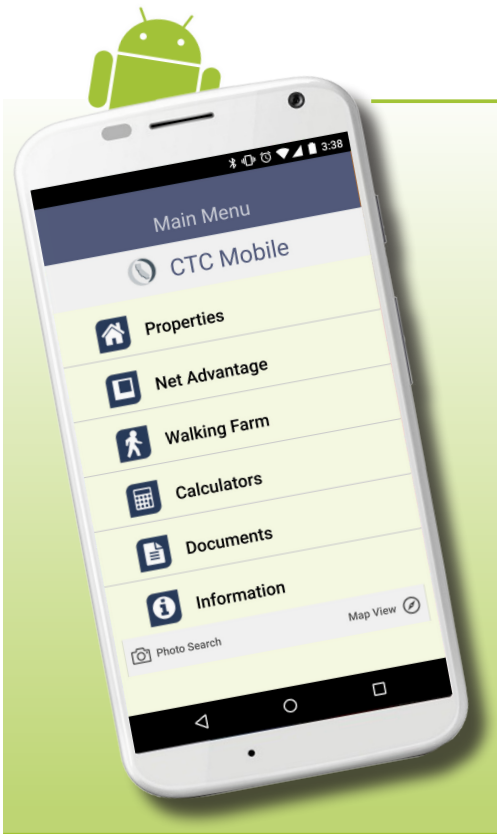 3:38
Main Menu
CTC Mobile
Properties
Net Advantage
Walking Farm
Calculators
Documents
Information
Photo Search
Map View